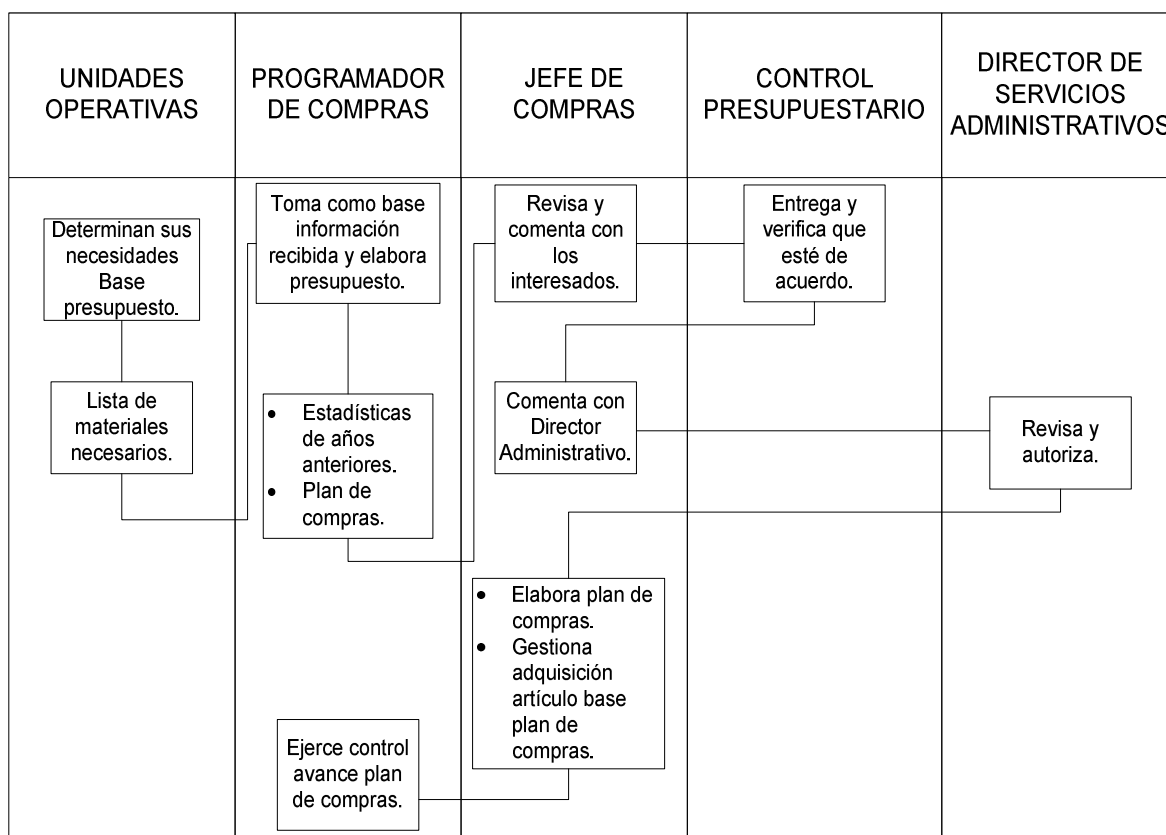 UNIDADES
OPERATIVAS
PROGRAMADOR
DE COMPRAS
JEFE DE
COMPRAS
CONTROL
PRESUPUESTARIO
DIRECTOR DE
SERVICIOS
ADMINISTRATIVOS
Determinan sus
necesidades
Base
presupuesto.
Lista de
materiales
necesarios.
Toma como base
información
recibida y elabora
presupuesto.
• Estadísticas
de años
anteriores.
• Plan de
compras.
Revisa y
comenta con
los
interesados.
Entrega y
verifica que
esté de
acuerdo.
Comenta con
Director
Administrativo.
Revisa y
autoriza.
• Elabora plan de
compras.
• Gestiona
adquisición
artículo base
plan de
compras.
Ejerce control
avance plan
de compras.